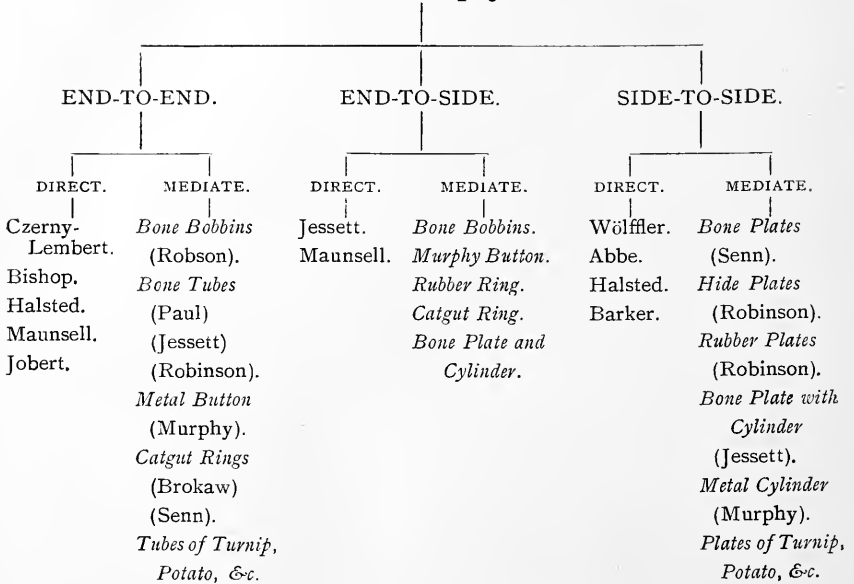 END-TO-END. END-TO-SIDE. SIDE-TO-SIDE.
DIRECT. MEDIATE. DIRECT. MEDIATE. DIRECT. MEDIATE.
Czerny-
Lembert.
Bishop.
Halsted.
Maunsell.
Jobert.
Bone Bobbins
(Robson).
Bone Tubes
(Paul)
(Jessett)
(Robinson).
Metal Button
(Murphy).
Catgut Rings
(Brokaw)
(Senn).
Tubes of Turnip,
Potato, &c.
Jessett.
Maunsell.
Bone Bobbins.
Murphy Button.
Rubber Ring.
Catgut Ring.
Bone Plate and
Cylinder.
Wölffler.
Abbe.
Halsted.
Barker.
Bone Plates
(Senn).
Hide Plates
(Robinson).
Rubber Plates
(Robinson).
Bone Plate with
Cylinder
(Jessett).
Metal Cylinder
(Murphy).
Plates of Turnip,
Potato, &c.